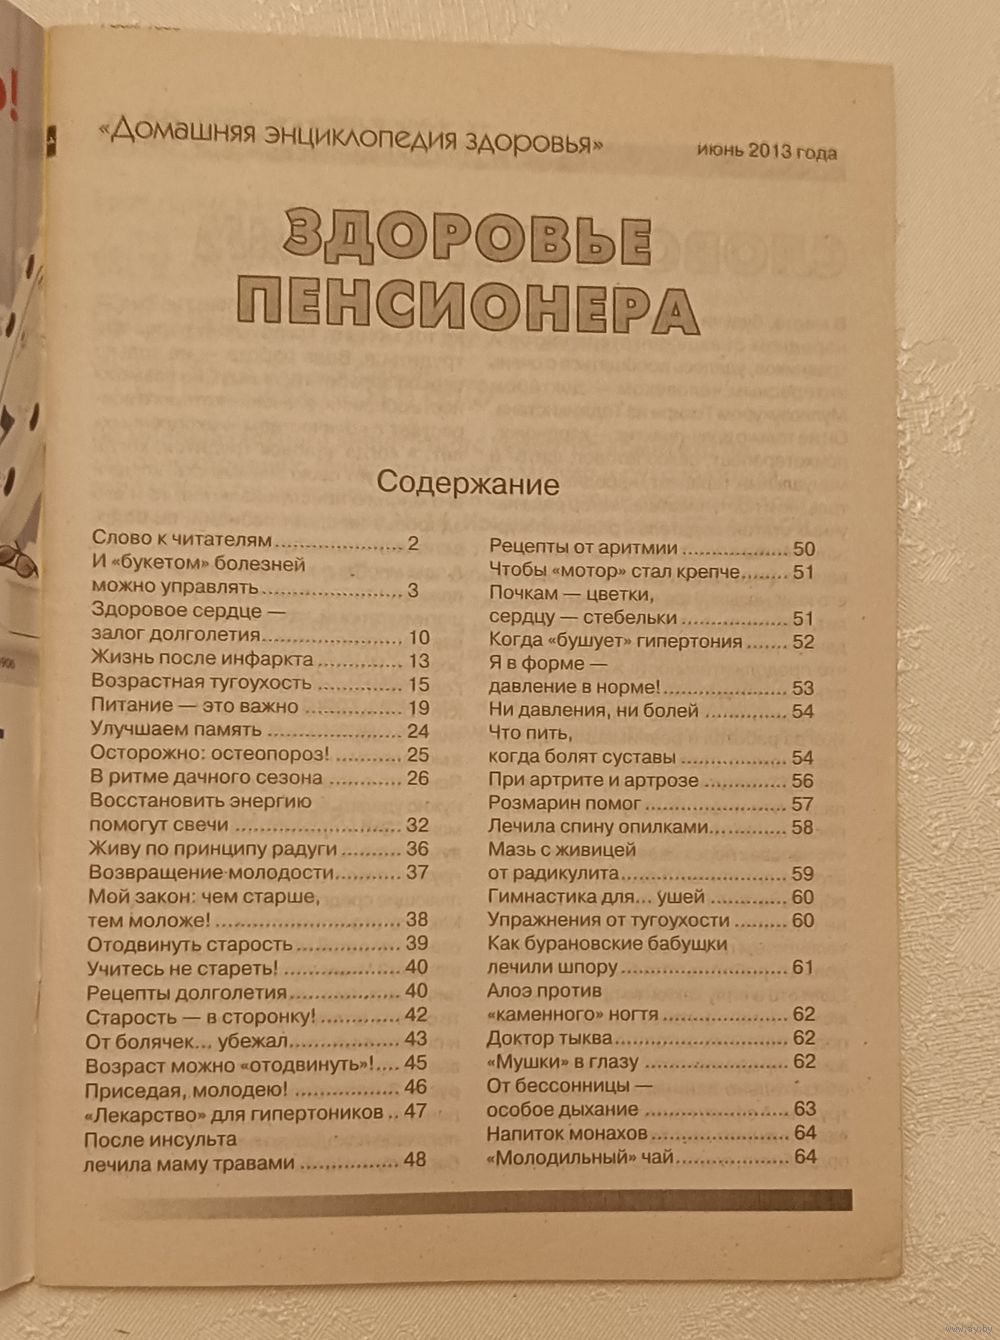 «Домашняя энциклопедия здоровья»
июнь 2013 года
ЗДОРОВЬЕ
ПЕНСИОНЕРА
Содержание
Слово к читателям.................... 2
И «букетом» болезней
можно управлять...................... 3
Здоровое сердце —
залог долголетия...................... 10
Жизнь после инфаркта ............. 13
Возрастная тугоухость ............. 15
Питание — это важно ............... 19
Улучшаем память ..................... 24
Осторожно: остеопороз! .......... 25
В ритме дачного сезона ........... 26
Восстановить энергию
помогут свечи .......................... 32
Живу по принципу радуги ......... 36
Возвращение молодости.......... 37
Мой закон: чем старше,
тем моложе! ............................. 38
Отодвинуть старость................ 39
Учитесь не стареть! .................. 40
Рецепты долголетия................. 40
Старость — в сторонку! ............ 42
От болячек... убежал................. 43
Возраст можно «отодвинуть»!.... 45
Приседая, молодею! ................ 46
«Лекарство» для гипертоников .. 47
После инсульта
лечила маму травами ............... 48
Рецепты от аритмии ................. 50
Чтобы «мотор» стал крепче....... 51
Почкам — цветки,
сердцу — стебельки ................. 51
Когда «бушует» гипертония ...... 52
Я в форме —
давление в норме!.................... 53
Ни давления, ни болей ............. 54
Что пить,
когда болят суставы ................. 54
При артрите и артрозе ............. 56
Розмарин помог ....................... 57
Лечила спину опилками............ 58
Мазь с живицей
от радикулита........................... 59
Гимнастика для... ушей ............ 60
Упражнения от тугоухости ........ 60
Как бурановские бабушки
лечили шпору........................... 61
Алоэ против
«каменного» ногтя .................... 62
Доктор тыква............................ 62
«Мушки» в глазу ....................... 62
От бессонницы —
особое дыхание ....................... 63
Напиток монахов...................... 64
«Молодильный» чай.................. 64
www.ay.by